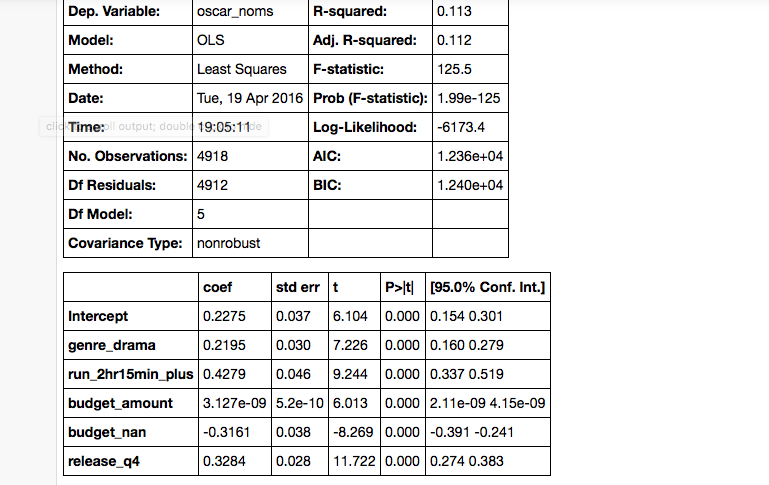 Dep. Variable: oscar_noms R-squared: 0.113
Model: OLS Adj. R-squared: 0.112
Method: Least Squares F-statistic: 125.5
Date: Tue, 19 Apr 2016 Prob (F-statistic): 1.99e-125
Time: 19:05:11 Log-Likelihood: -6173.4
No. Observations: 4918 AIC: 1.236e+04
Df Residuals: 4912 BIC: 1.240e+04
Df Model: 5
Covariance Type: nonrobust
coef std err t P>|t| [95.0% Conf. Int.]
Intercept 0.2275 0.037 6.104 0.000 0.154 0.301
genre_drama 0.2195 0.030 7.226 0.000 0.160 0.279
run_2hr15min_plus 0.4279 0.046 9.244 0.000 0.337 0.519
budget_amount 3.127e-09 5.2e-10 6.013 0.000 2.11e-09 4.15e-09
budget_nan -0.3161 0.038 -8.269 0.000 -0.391 -0.241
release_q4 0.3284 0.028 11.722 0.000 0.274 0.383